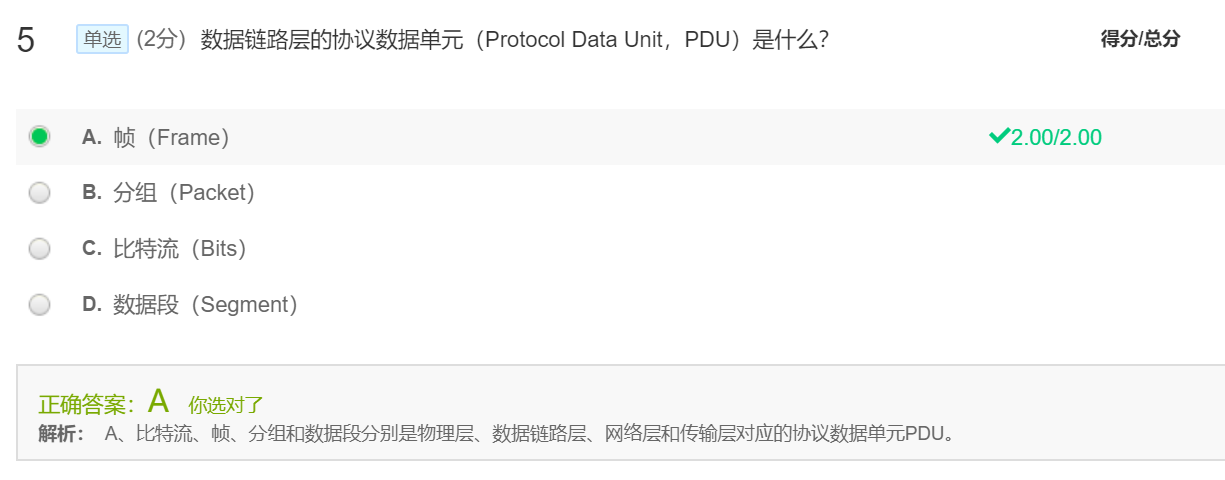 5 单选 (2分) 数据链路层的协议数据单元（Protocol Data Unit，PDU）是什么？ 得分/总分
A. 帧（Frame） 2.00/2.00
B. 分组（Packet）
C. 比特流（Bits）
D. 数据段（Segment）
正确答案：A 你选对了
解析： A、比特流、帧、分组和数据段分别是物理层、数据链路层、网络层和传输层对应的协议数据单元PDU。